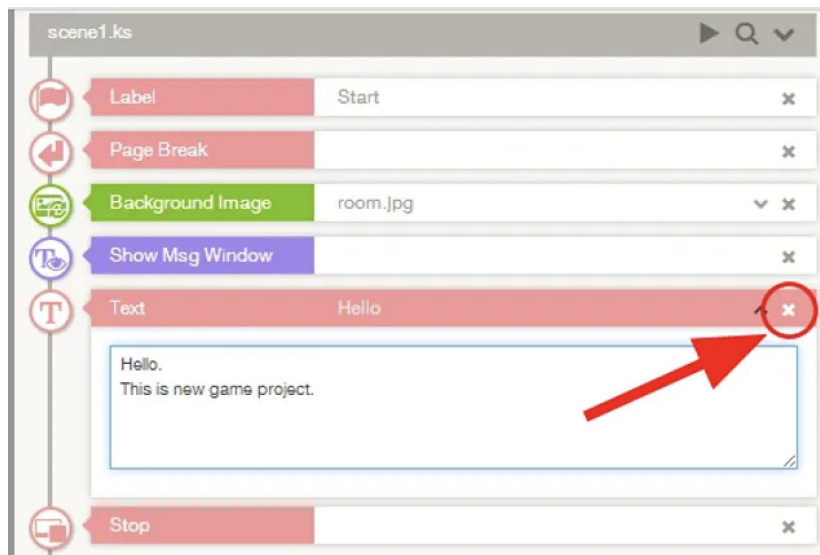 scene1.ks
Label Start
Page Break
Background Image room.jpg
Show Msg Window
Text Hello
Hello.
This is new game project.
Stop